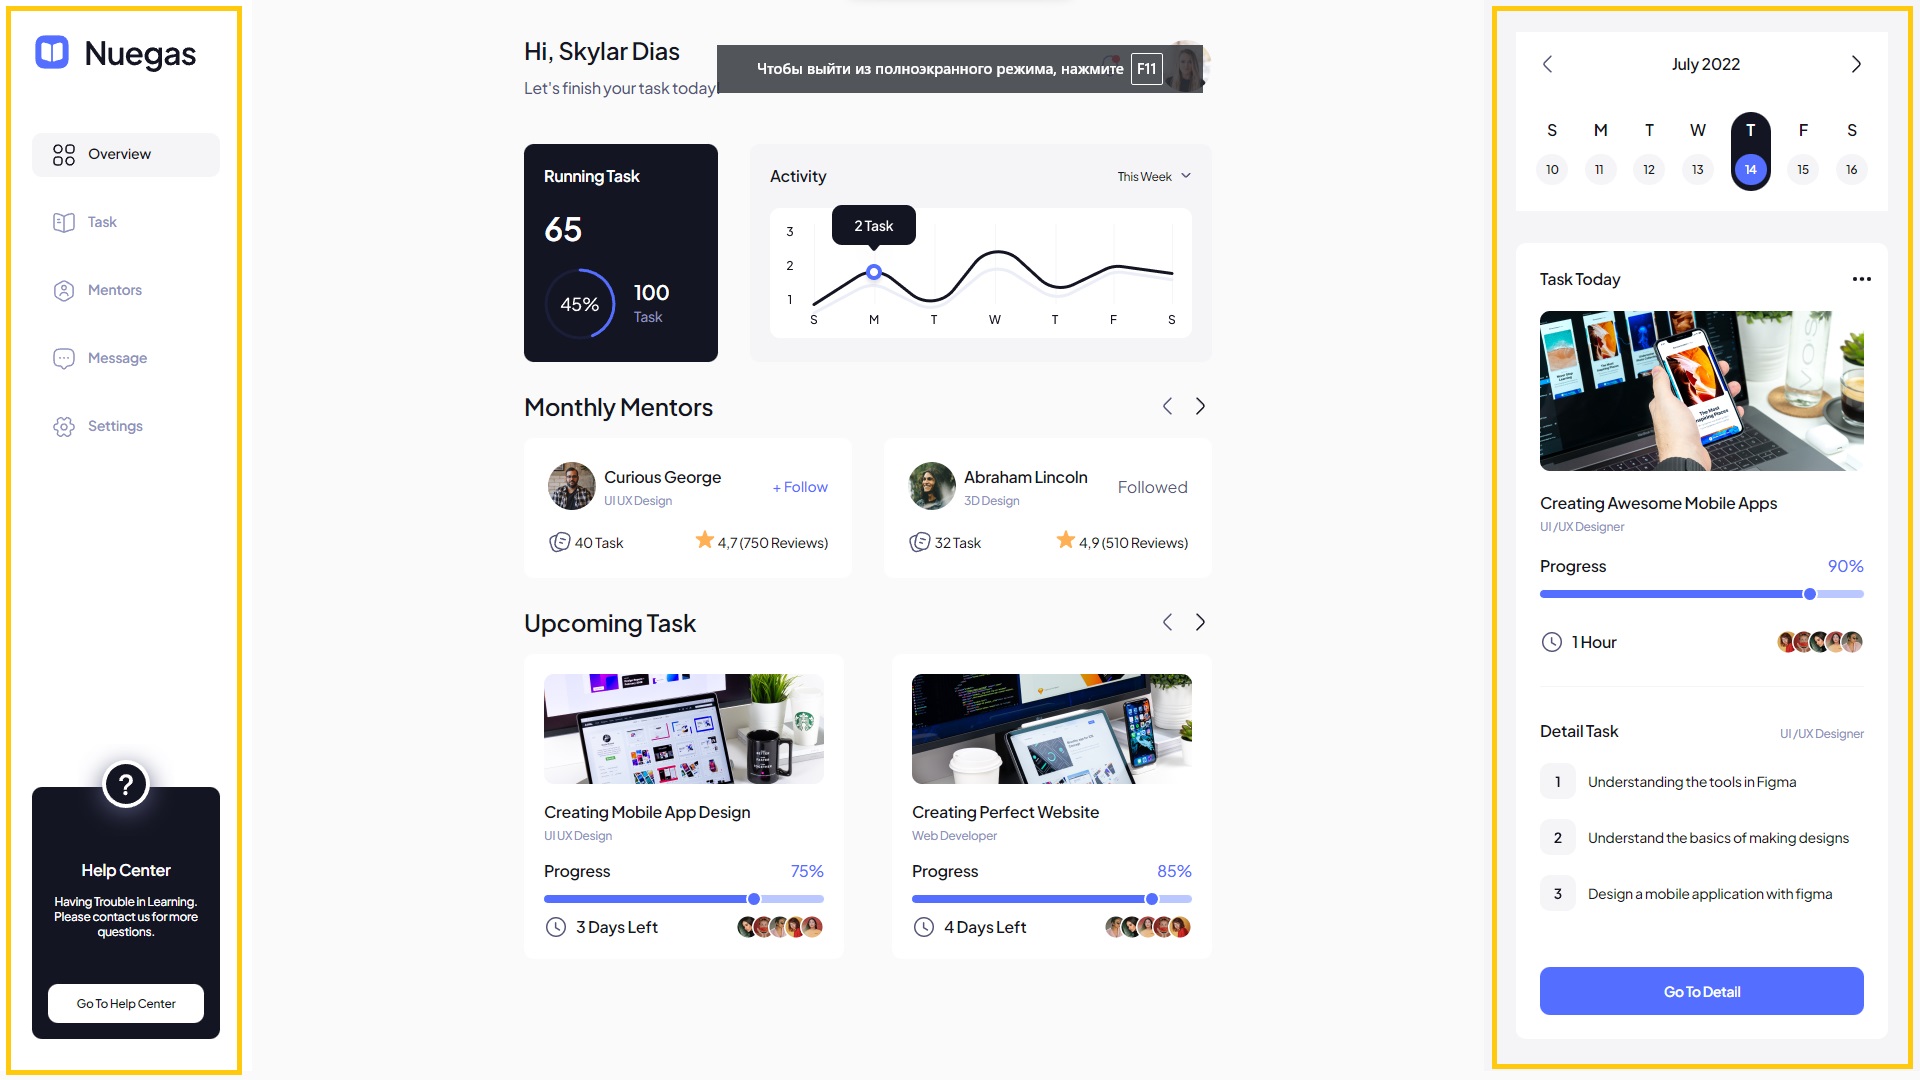 Nuegas
Overview
Task
Mentors
Message
Settings
?
Help Center
Having Trouble in Learning.
Please contact us for more
questions.
Go To Help Center
Hi, Skylar Dias
Let's finish your task today!
Чтобы выйти из полноэкранного режима, нажмите F11
Running Task
65
45%
100
Task
Activity
This Week
2 Task
3
2
1
S M T W T F S
Monthly Mentors
Curious George
UI UX Design
+ Follow
40 Task
4,7 (750 Reviews)
Abraham Lincoln
3D Design
Followed
32 Task
4,9 (510 Reviews)
Upcoming Task
Creating Mobile App Design
UI UX Design
Progress 75%
3 Days Left
Creating Perfect Website
Web Developer
Progress 85%
4 Days Left
July 2022
S M T W T F S
10 11 12 13 14 15 16
Task Today
Creating Awesome Mobile Apps
UI /UX Designer
Progress 90%
1 Hour
Detail Task UI /UX Designer
1 Understanding the tools in Figma
2 Understand the basics of making designs
3 Design a mobile application with figma
Go To Detail